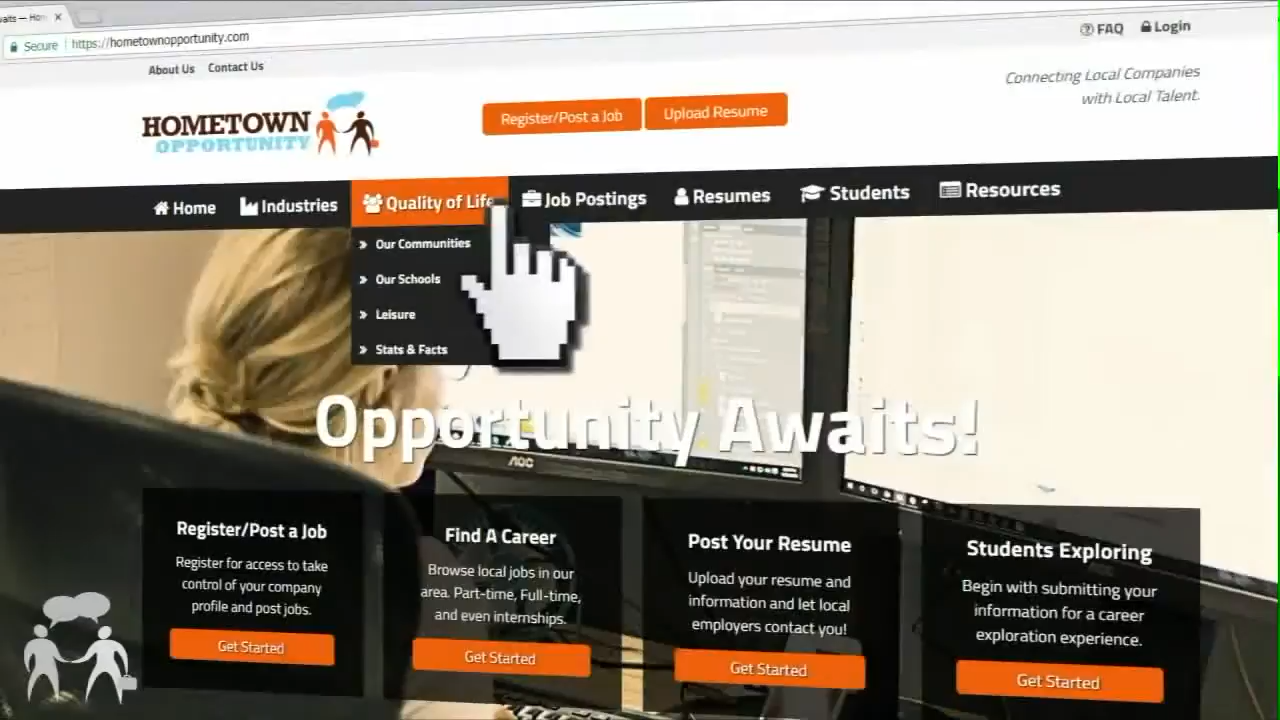 Secure https://hometownopportunity.com
FAQ Login
About Us Contact Us
Connecting Local Companies
with Local Talent.
HOMETOWN
OPPORTUNITY
Register/Post a Job Upload Resume
Home Industries Quality of Life Job Postings Resumes Students Resources
Our Communities
Our Schools
Leisure
Stats & Facts
Opportunity Awaits!
AOC
Register/Post a Job
Register for access to take
control of your company
profile and post jobs.
Get Started
Find A Career
Browse local jobs in our
area. Part-time, Full-time,
and even internships.
Get Started
Post Your Resume
Upload your resume and
information and let local
employers contact you!
Get Started
Students Exploring
Begin with submitting your
information for a career
exploration experience.
Get Started